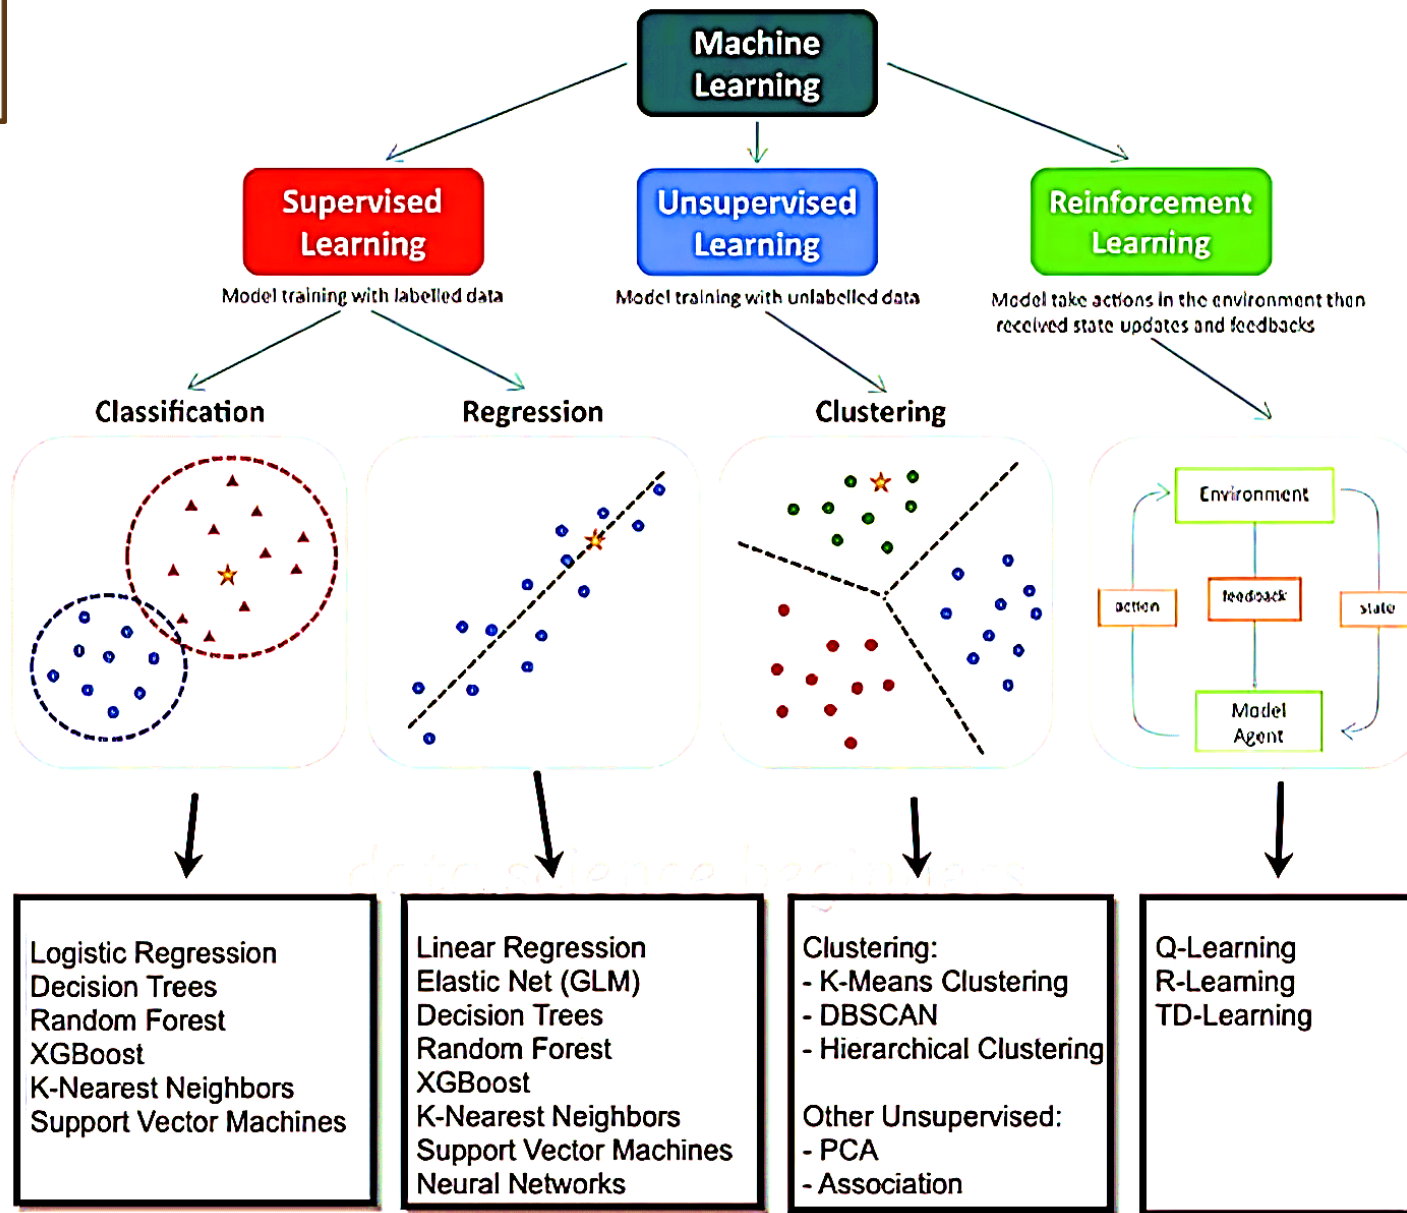 Machine
Learning
Supervised
Learning
Unsupervised
Learning
Reinforcement
Learning
Model training with labelled data
Model training with unlabelled data
Model take actions in the environment then
received state updates and feedbacks
Classification
Regression
Clustering
Environment
action
feedback
state
Model
Agent
data science beginners
Logistic Regression
Decision Trees
Random Forest
XGBoost
K-Nearest Neighbors
Support Vector Machines
Linear Regression
Elastic Net (GLM)
Decision Trees
Random Forest
XGBoost
K-Nearest Neighbors
Support Vector Machines
Neural Networks
Clustering:
- K-Means Clustering
- DBSCAN
- Hierarchical Clustering
Other Unsupervised:
- PCA
- Association
Q-Learning
R-Learning
TD-Learning